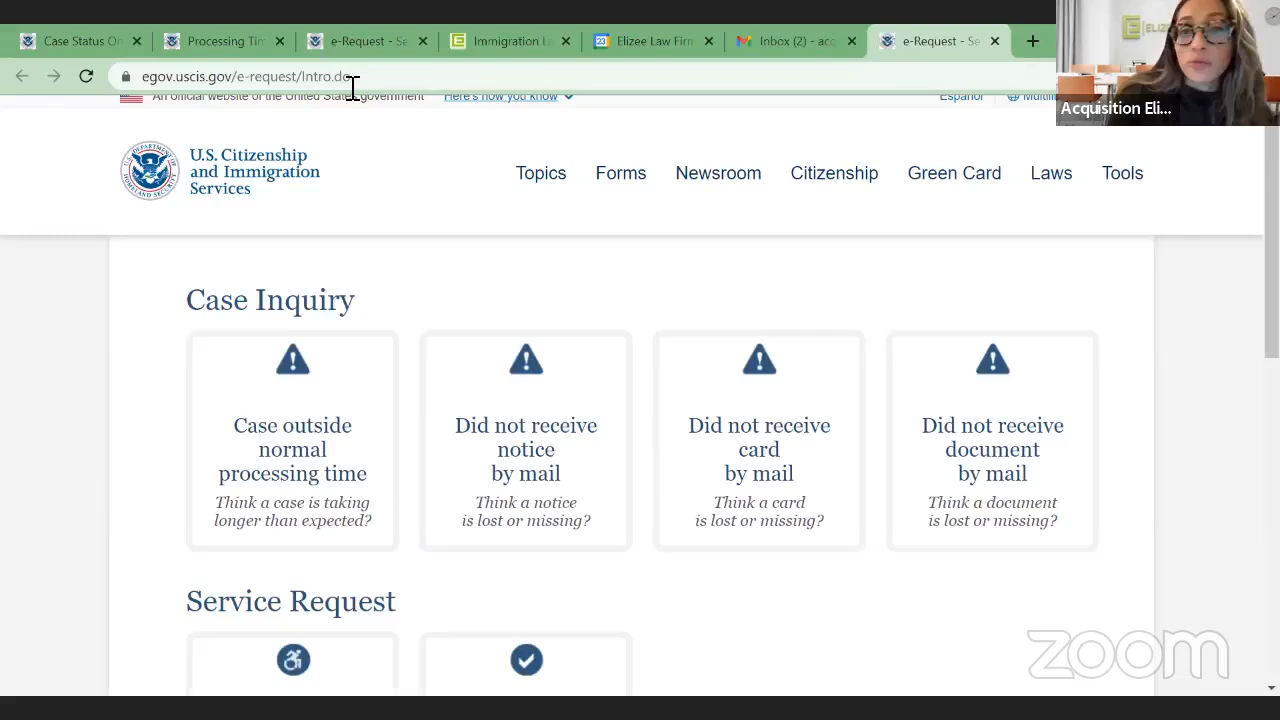 Case Status On
Processing Tim
e-Request - Se
Immigration La
Elizee Law Firm
Inbox (2) - acq
e-Request - Se
egov.uscis.gov/e-request/Intro.do
An official website of the United States government
Here's how you know
Español
ELIZ
Acquisition Eli...
U.S. Citizenship
and Immigration
Services
Topics
Forms
Newsroom
Citizenship
Green Card
Laws
Tools
Case Inquiry
Case outside
normal
processing time
Think a case is taking
longer than expected?
Did not receive
notice
by mail
Think a notice
is lost or missing?
Did not receive
card
by mail
Think a card
is lost or missing?
Did not receive
document
by mail
Think a document
is lost or missing?
Service Request
zoom